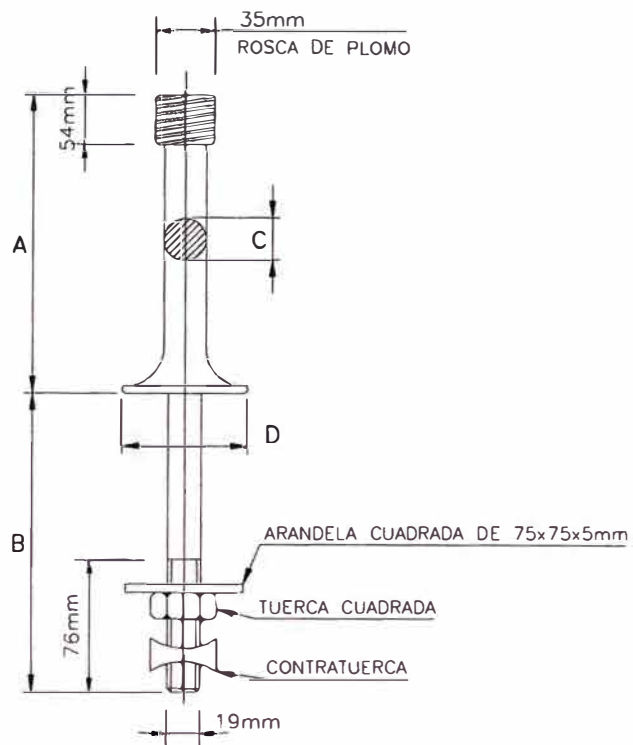 35mm
ROSCA DE PLOMO
54mm
A
C
D
B
ARANDELA CUADRADA DE 75x75x5mm
76mm
TUERCA CUADRADA
CONTRATUERCA
19mm